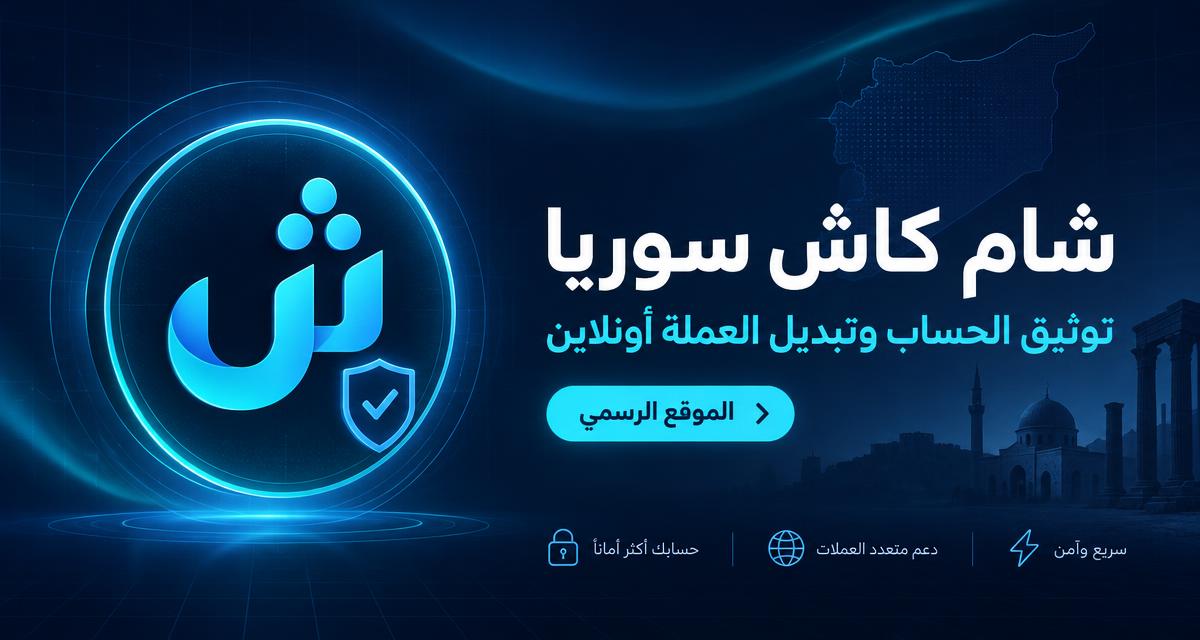 ش
شام كاش سوريا
توثيق الحساب وتبديل العملة أونلاين
الموقع الرسمي
سريع وآمن
دعم متعدد العملات
حسابك أكثر أماناً